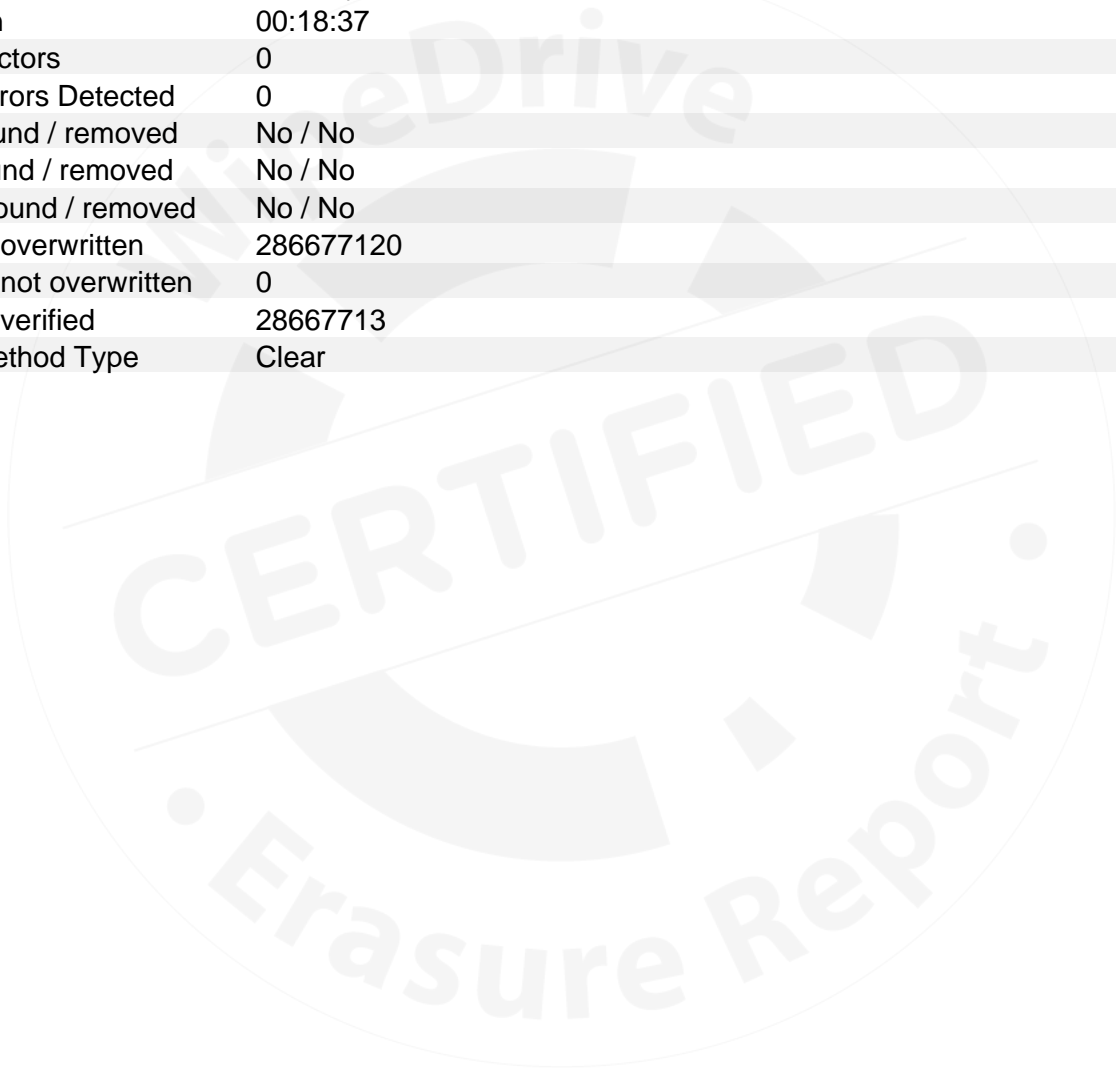 n 00:18:37
ctors 0
rors Detected 0
und / removed No / No
und / removed No / No
ound / removed No / No
overwritten 286677120
not overwritten 0
verified 28667713
ethod Type Clear
WipeDrive
CERTIFIED
• Erasure Report •